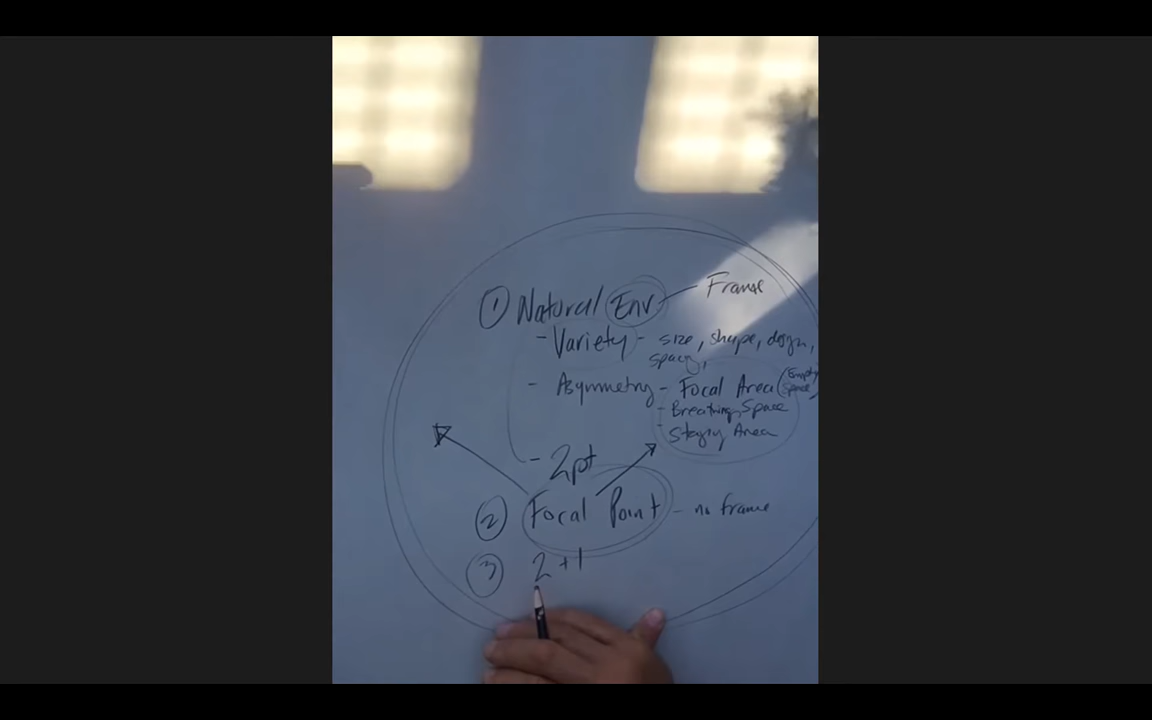 ① Natural Env - Frame
- Variety - size, shape, design,
spacing,
- Asymmetry - Focal Area (Empty Space)
- Breathing Space
- Staging Area
- 2pt
② Focal Point - no frame
③ 2+1